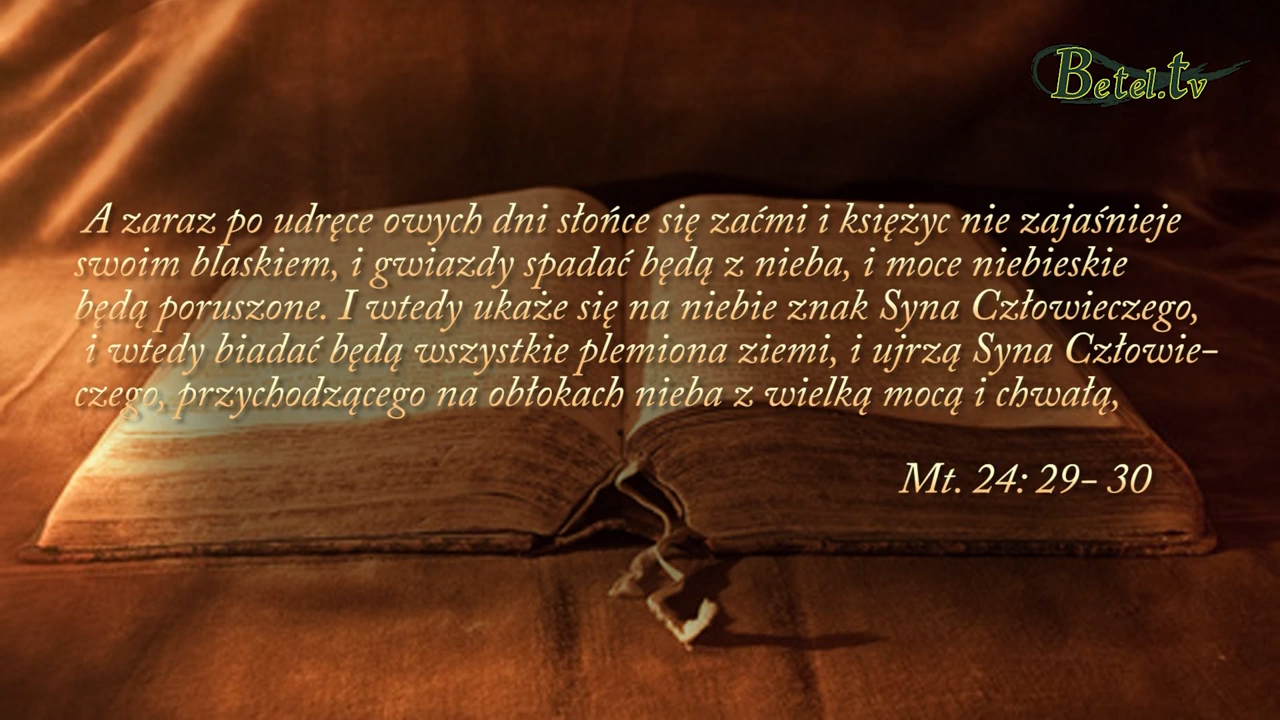 Betel.tv
A zaraz po udręce owych dni słońce się zaćmi i księżyc nie zajaśnieje
swoim blaskiem, i gwiazdy spadać będą z nieba, i moce niebieskie
będą poruszone. I wtedy ukaże się na niebie znak Syna Człowieczego,
i wtedy biadać będą wszystkie plemiona ziemi, i ujrzą Syna Człowie-
czego, przychodzącego na obłokach nieba z wielką mocą i chwałą,
Mt. 24: 29- 30